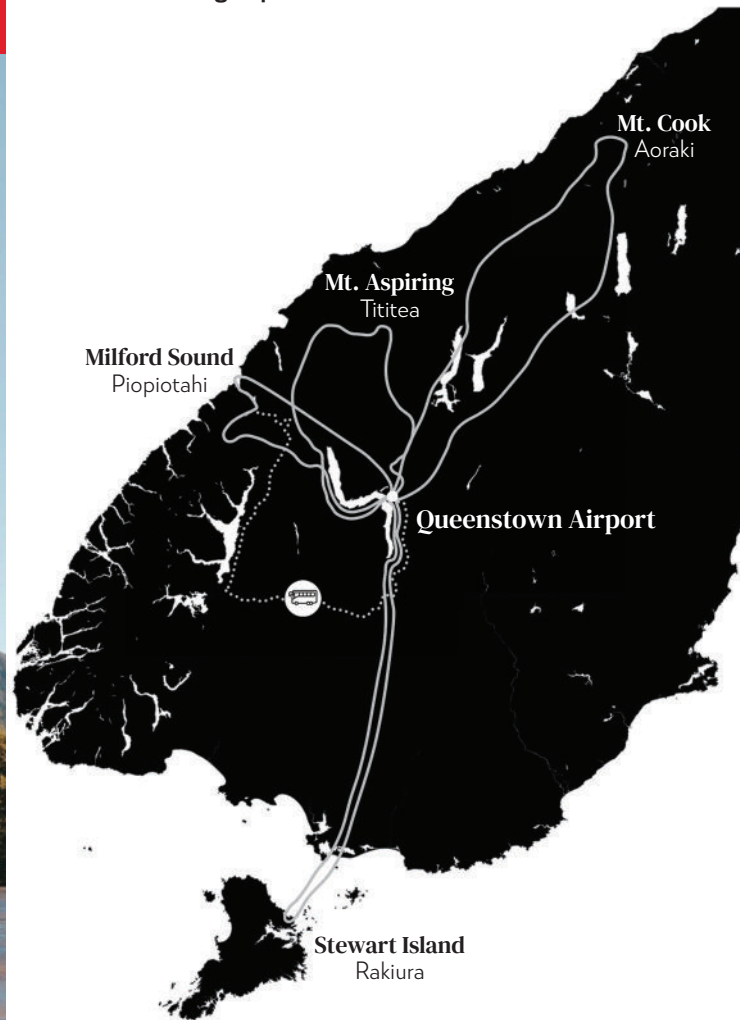 Mt. Cook
Aoraki
Mt. Aspiring
Tititea
Milford Sound
Piopiotahi
Queenstown Airport
Stewart Island
Rakiura